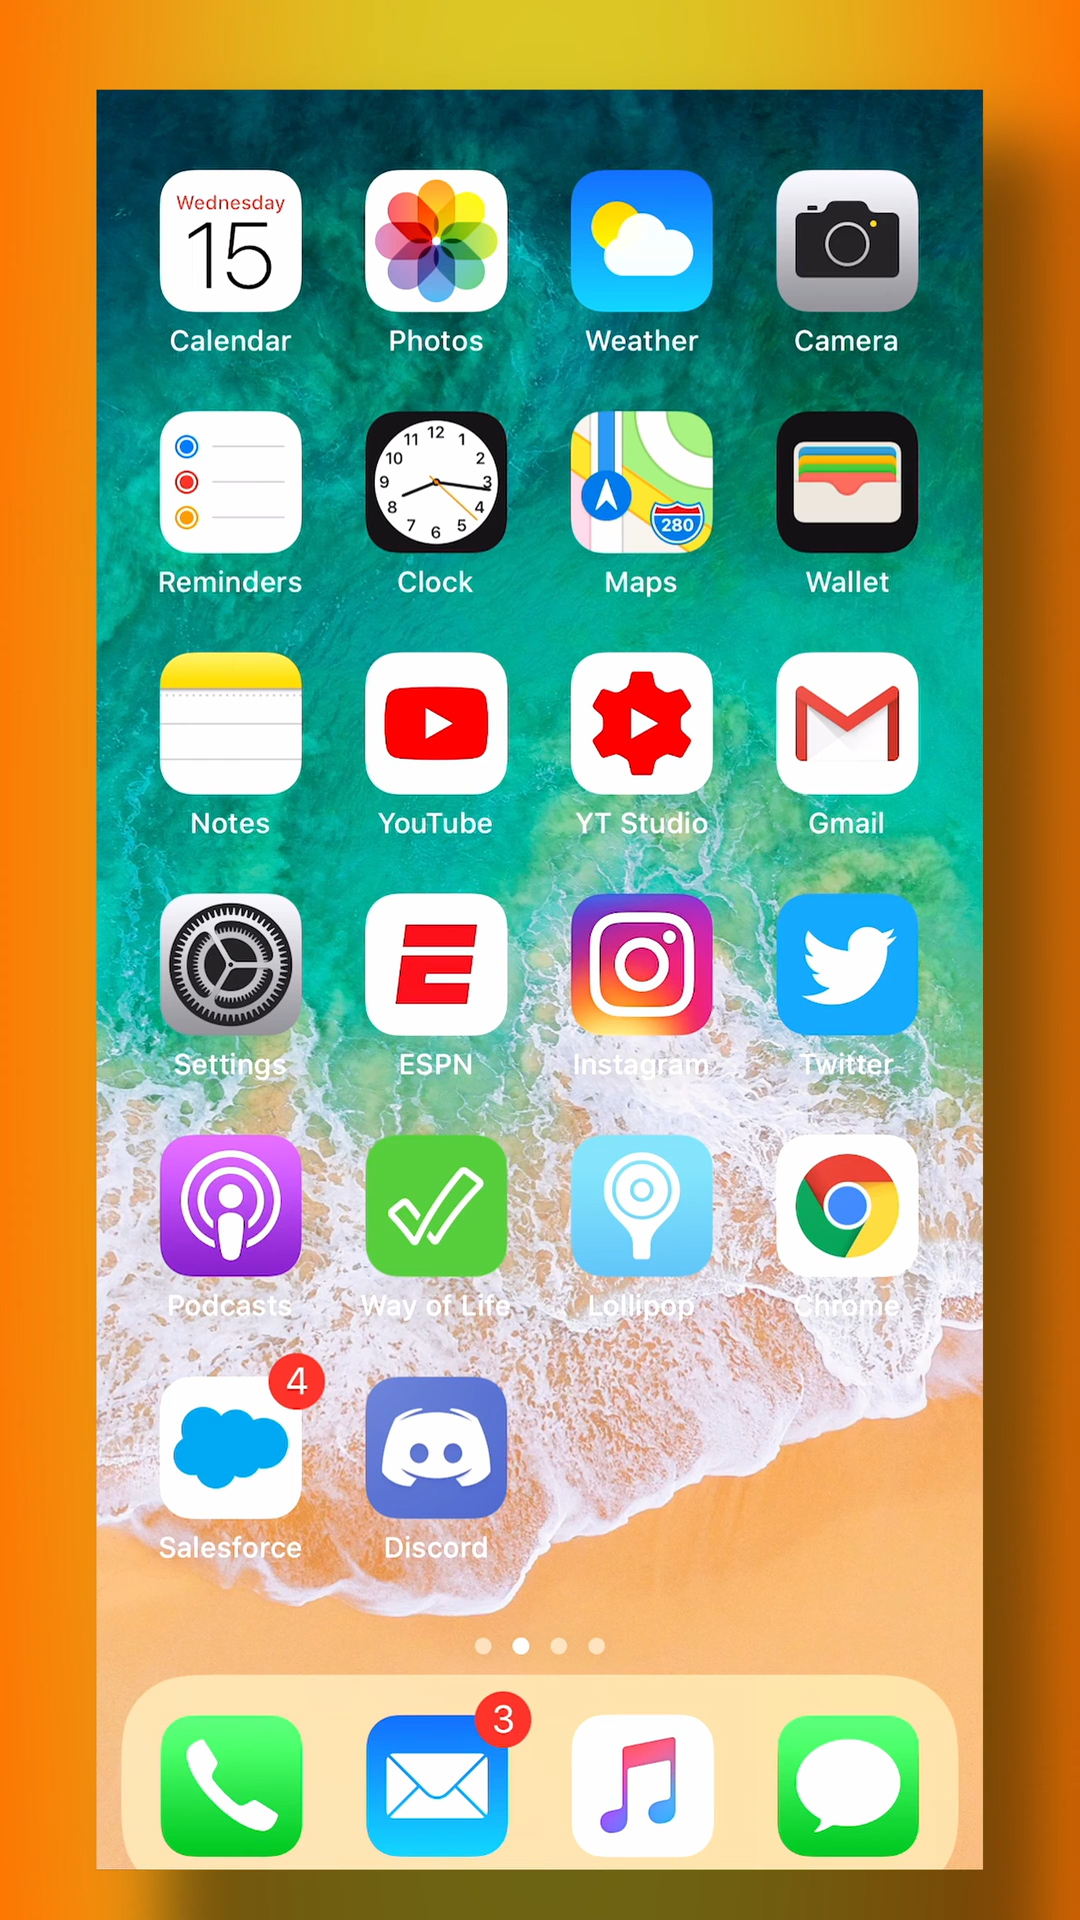 Wednesday
15
Calendar
Photos
Weather
Camera
12
11
1
10
2
9
3
8
4
7
5
6
280
Reminders
Clock
Maps
Wallet
Notes
YouTube
YT Studio
Gmail
Settings
ESPN
Instagram
Twitter
Podcasts
Way of Life
Lollipop
Chrome
4
Salesforce
Discord
3